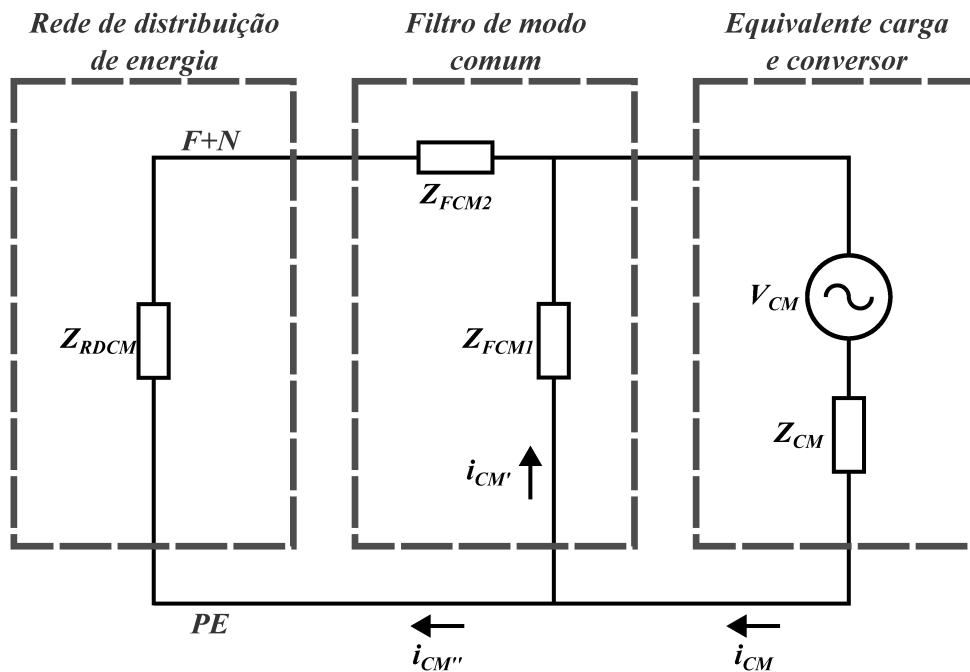 Rede de distribuição
de energia
Filtro de modo
comum
Equivalente carga
e conversor
F+N
Z_FCM2
V_CM
Z_RDCM
Z_FCM1
Z_CM
i_CM'
PE
i_CM''
i_CM